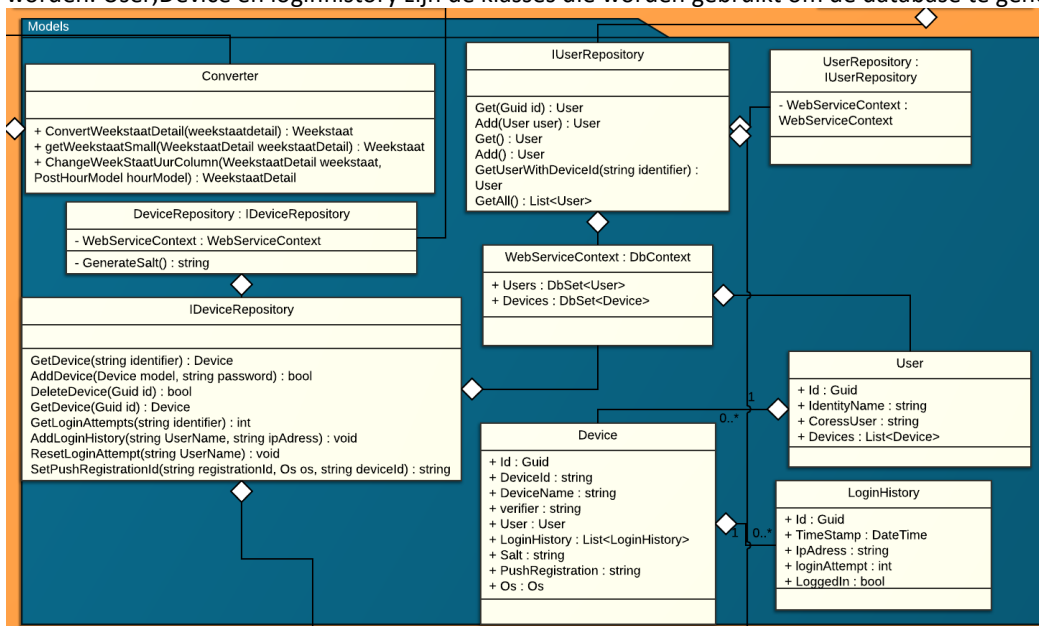 worden. User,Device en loginhistory zijn de klasses die worden gebruikt om de database te
Models
Converter
+ ConvertWeekstaatDetail(weekstaatdetail) : Weekstaat
+ getWeekstaatSmall(WeekstaatDetail weekstaatDetail) : Weekstaat
+ ChangeWeekStaatUurColumn(WeekstaatDetail weekstaat,
PostHourModel hourModel) : WeekstaatDetail
IUserRepository
Get(Guid id) : User
Add(User user) : User
Get() : User
Add() : User
GetUserWithDeviceId(string identifier) :
User
GetAll() : List<User>
UserRepository :
IUserRepository
- WebServiceContext :
WebServiceContext
DeviceRepository : IDeviceRepository
- WebServiceContext : WebServiceContext
- GenerateSalt() : string
WebServiceContext : DbContext
+ Users : DbSet<User>
+ Devices : DbSet<Device>
IDeviceRepository
GetDevice(string identifier) : Device
AddDevice(Device model, string password) : bool
DeleteDevice(Guid id) : bool
GetDevice(Guid id) : Device
GetLoginAttempts(string identifier) : int
AddLoginHistory(string UserName, string ipAdress) : void
ResetLoginAttempt(string UserName) : void
SetPushRegistrationId(string registrationId, Os os, string deviceId) : string
User
+ Id : Guid
+ IdentityName : string
+ CoressUser : string
+ Devices : List<Device>
1
0..*
Device
+ Id : Guid
+ DeviceId : string
+ DeviceName : string
+ verifier : string
+ User : User
+ LoginHistory : List<LoginHistory>
+ Salt : string
+ PushRegistration : string
+ Os : Os
1
0..*
LoginHistory
+ Id : Guid
+ TimeStamp : DateTime
+ IpAdress : string
+ loginAttempt : int
+ LoggedIn : bool